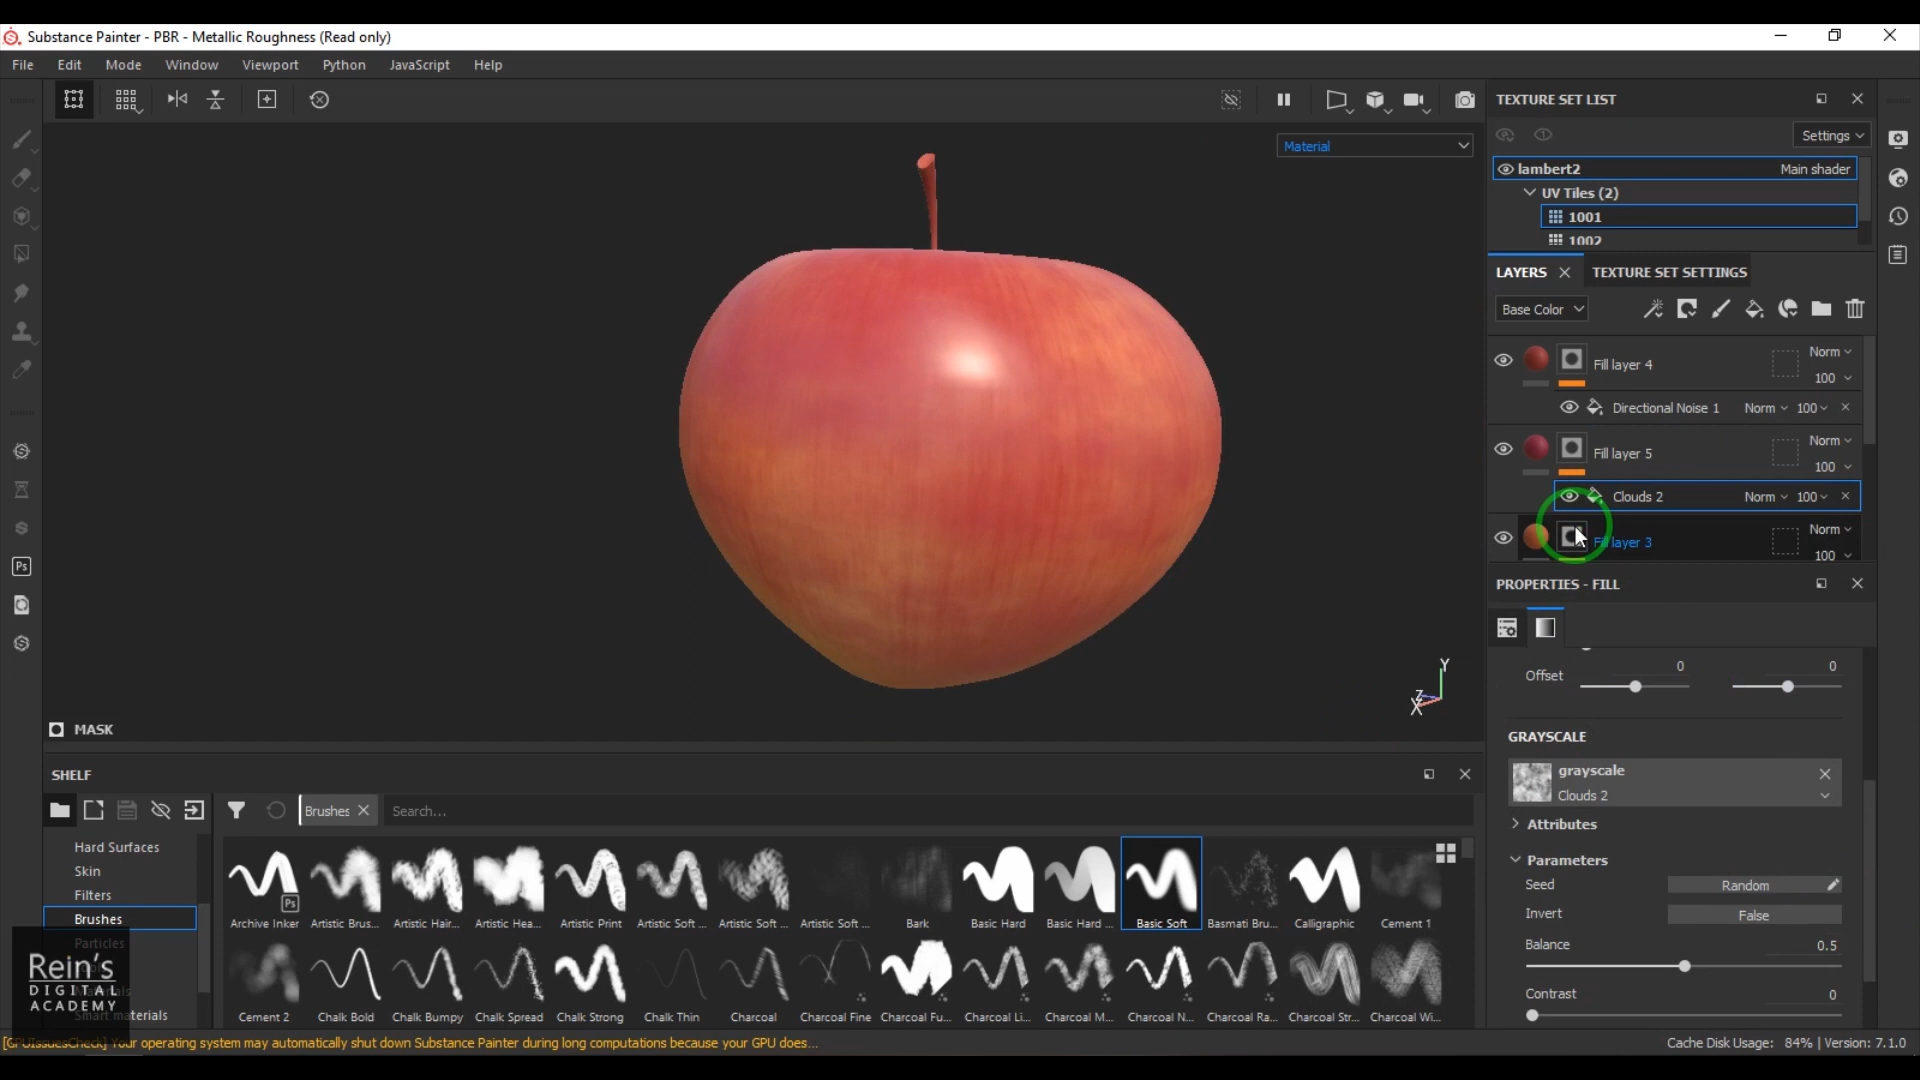 Substance Painter - PBR - Metallic Roughness (Read only)
File Edit Mode Window Viewport Python JavaScript Help
TEXTURE SET LIST
Settings
Material
lambert2 Main shader
UV Tiles (2)
1001
1002
LAYERS TEXTURE SET SETTINGS
Base Color
Fill layer 4 Norm
100
Directional Noise 1 Norm 100
Fill layer 5 Norm
100
Clouds 2 Norm 100
Fill layer 3 Norm
100
PROPERTIES - FILL
Offset 0 0
GRAYSCALE
grayscale
Clouds 2
Attributes
Parameters
Seed Random
Invert False
Balance 0.5
Contrast 0
Y
Z
X
MASK
SHELF
Ps
Brushes Search...
Hard Surfaces
Skin
Filters
Brushes
Particles
Smart materials
Archive Inker Artistic Brus... Artistic Hair... Artistic Hea... Artistic Print Artistic Soft ... Artistic Soft ... Artistic Soft ... Bark Basic Hard Basic Hard ... Basic Soft Basmati Bru... Calligraphic Cement 1
Ps
Cement 2 Chalk Bold Chalk Bumpy Chalk Spread Chalk Strong Chalk Thin Charcoal Charcoal Fine Charcoal Fu... Charcoal Li... Charcoal M... Charcoal N... Charcoal Ra... Charcoal Str... Charcoal Wi...
Rein's
DIGITAL
ACADEMY
[GPUIssuesCheck] Your operating system may automatically shut down Substance Painter during long computations because your GPU does...
Cache Disk Usage: 84% | Version: 7.1.0